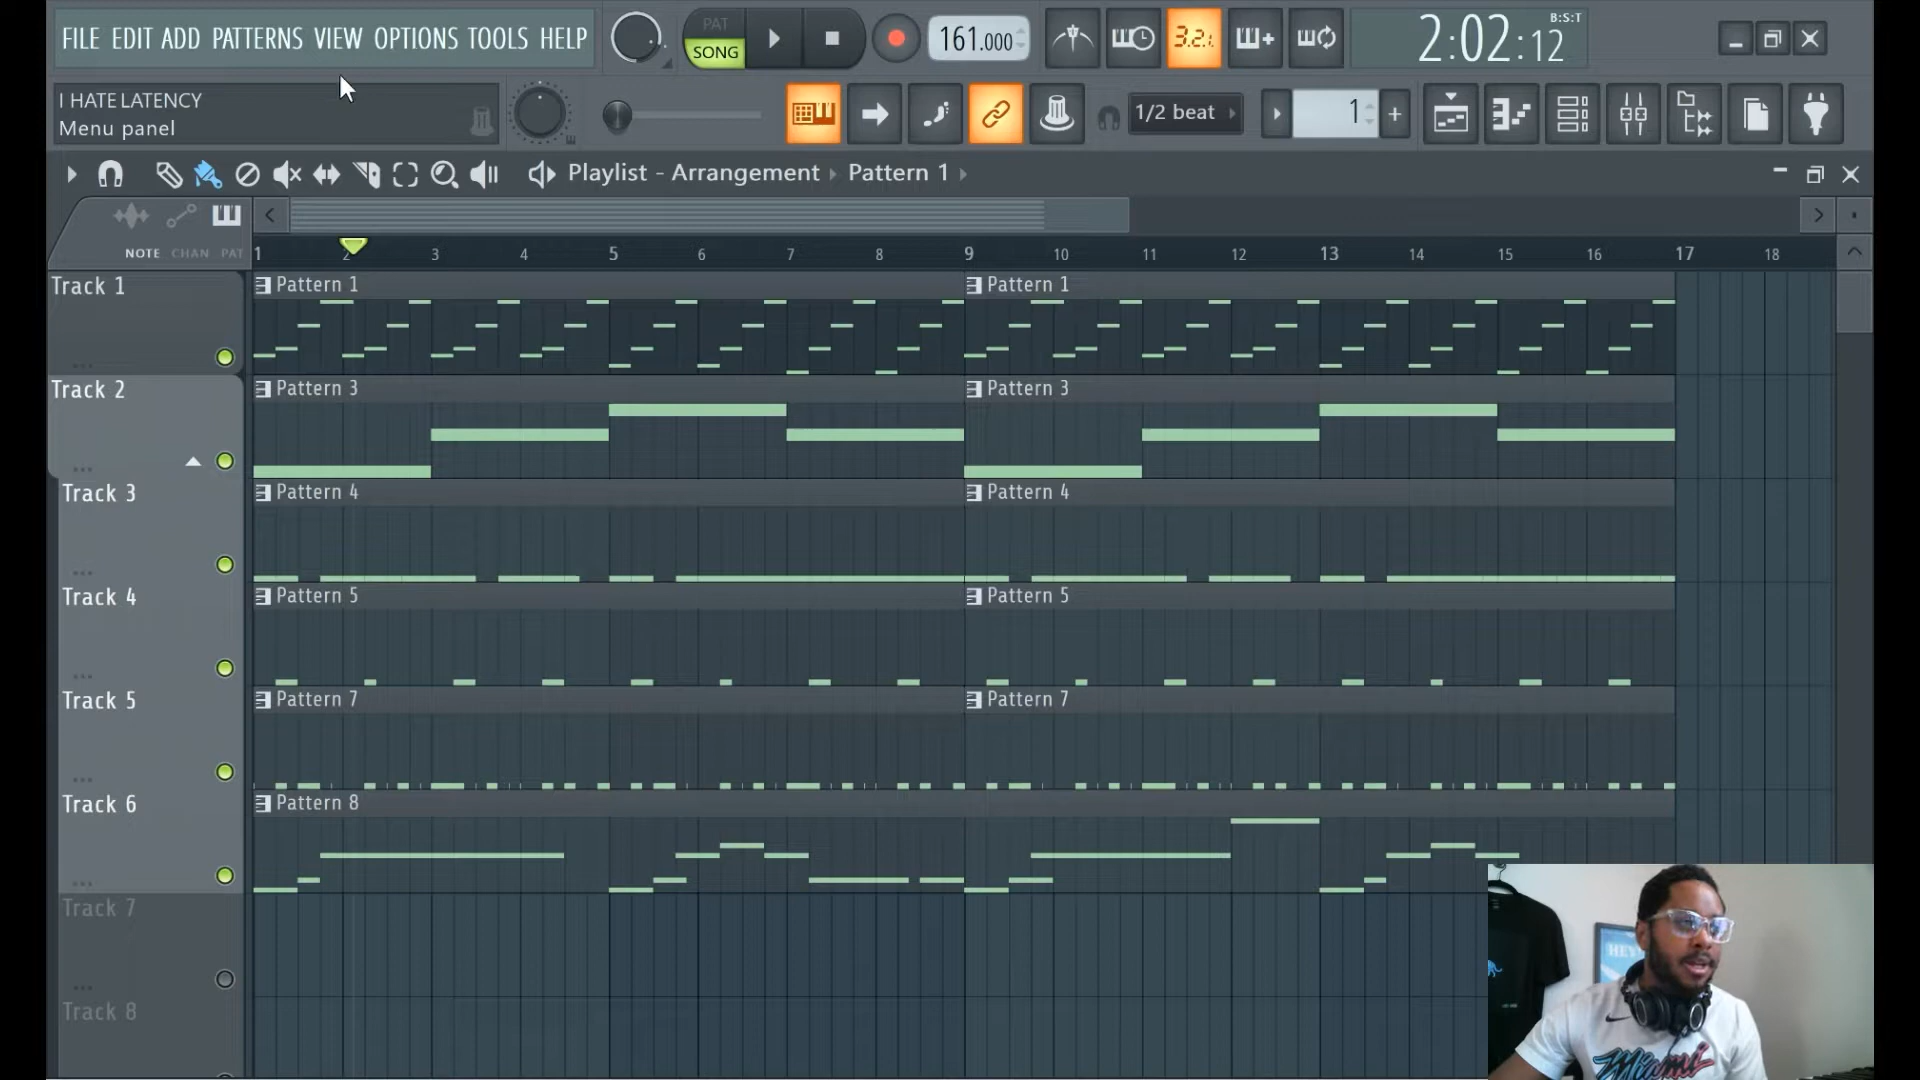 FILE EDIT ADD PATTERNS VIEW OPTIONS TOOLS HELP
PAT
SONG
161.000
3.2.1
2:02:12
B:S:T
I HATE LATENCY
Menu panel
1/2 beat
1
Playlist - Arrangement Pattern 1
NOTE CHAN PAT
1 2 3 4 5 6 7 8 9 10 11 12 13 14 15 16 17 18
Track 1
Pattern 1
Pattern 1
Track 2
Pattern 3
Pattern 3
Track 3
Pattern 4
Pattern 4
Track 4
Pattern 5
Pattern 5
Track 5
Pattern 7
Pattern 7
Track 6
Pattern 8
Track 7
Track 8
HEY
Miami